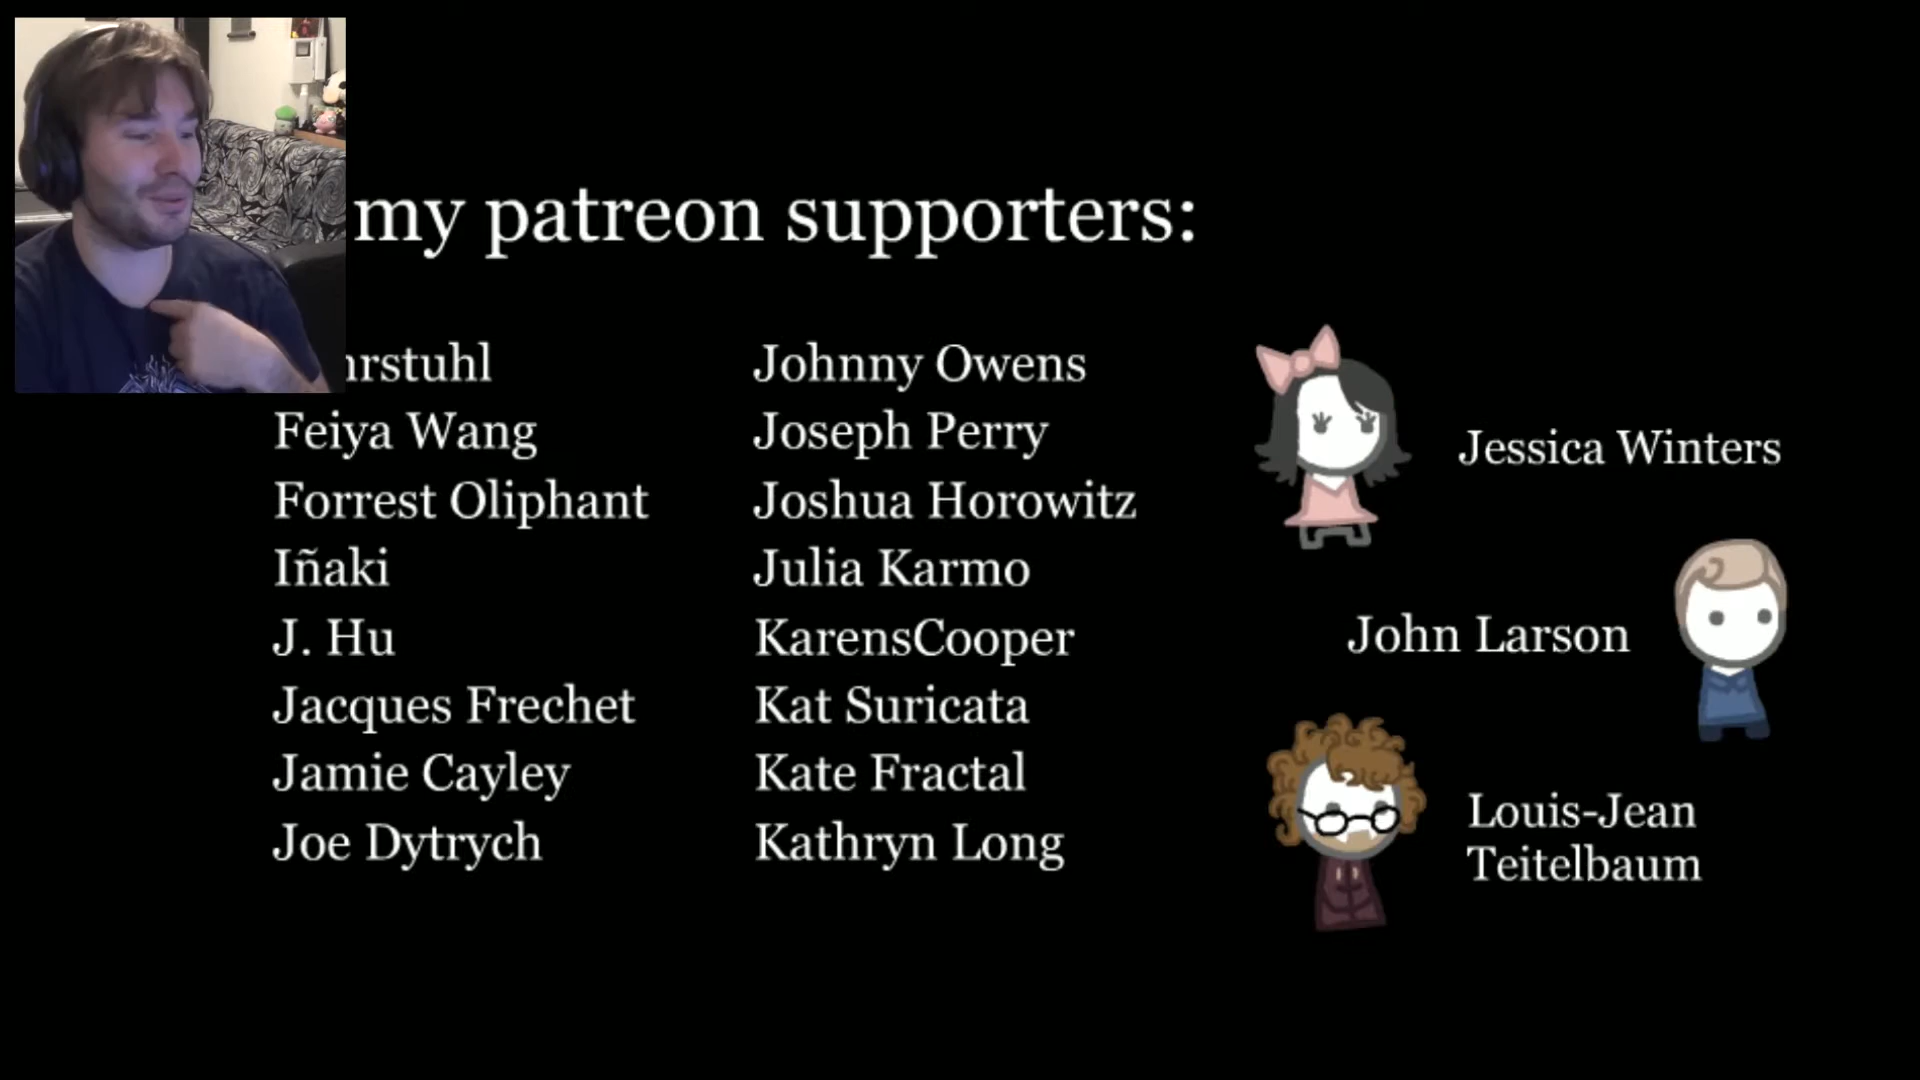 my patreon supporters:
Feiya Wang
Forrest Oliphant
Iñaki
J. Hu
Jacques Frechet
Jamie Cayley
Joe Dytrych
Johnny Owens
Joseph Perry
Joshua Horowitz
Julia Karmo
KarensCooper
Kat Suricata
Kate Fractal
Kathryn Long
Jessica Winters
John Larson
Louis-Jean
Teitelbaum